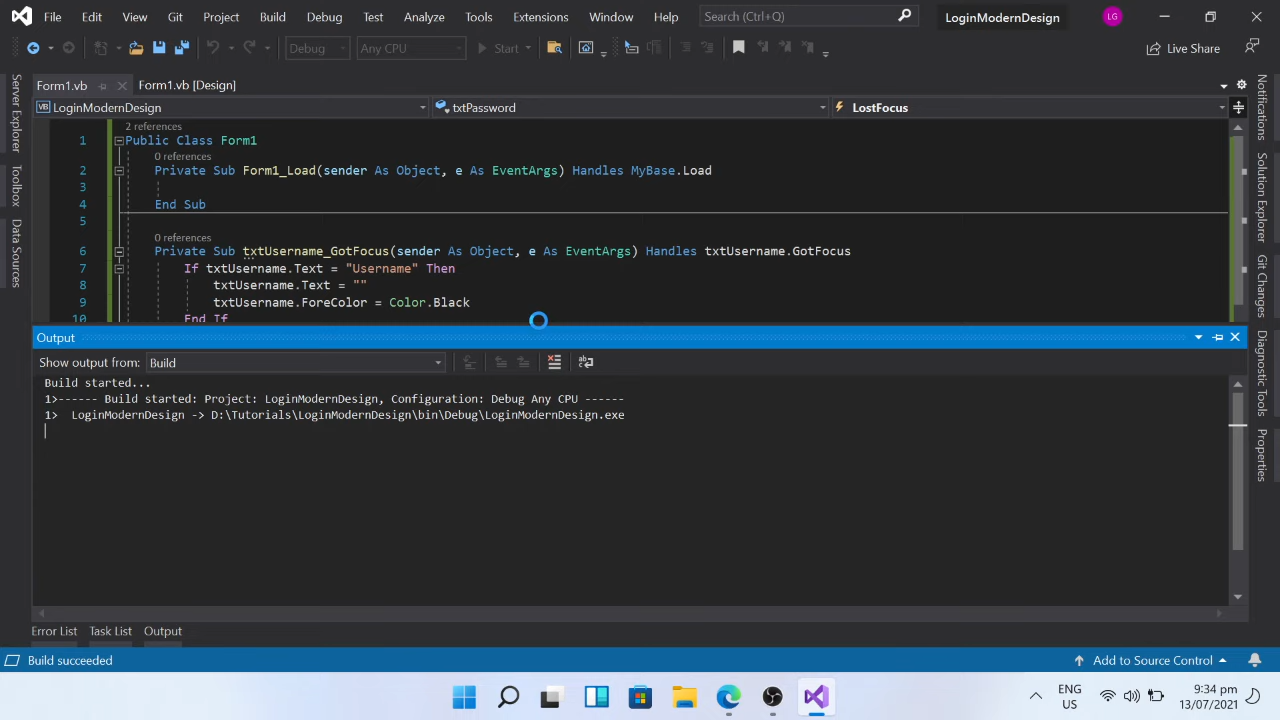 File Edit View Git Project Build Debug Test Analyze Tools Extensions Window Help Search (Ctrl+Q) LoginModernDesign LG
Debug Any CPU Start Live Share
Form1.vb Form1.vb [Design]
VB LoginModernDesign txtPassword LostFocus
2 references
1 Public Class Form1
0 references
2 Private Sub Form1_Load(sender As Object, e As EventArgs) Handles MyBase.Load
3
4 End Sub
5
0 references
6 Private Sub txtUsername_GotFocus(sender As Object, e As EventArgs) Handles txtUsername.GotFocus
7 If txtUsername.Text = "Username" Then
8 txtUsername.Text = ""
9 txtUsername.ForeColor = Color.Black
10 End If
Server Explorer
Toolbox
Data Sources
Notifications
Solution Explorer
Team Explorer
Git Changes
Diagnostic Tools
Properties
Output
Show output from: Build
Build started...
1>------ Build started: Project: LoginModernDesign, Configuration: Debug Any CPU ------
1> LoginModernDesign -> D:\Tutorials\LoginModernDesign\bin\Debug\LoginModernDesign.exe
Error List Task List Output
Build succeeded Add to Source Control
ENG 9:34 pm
US 13/07/2021